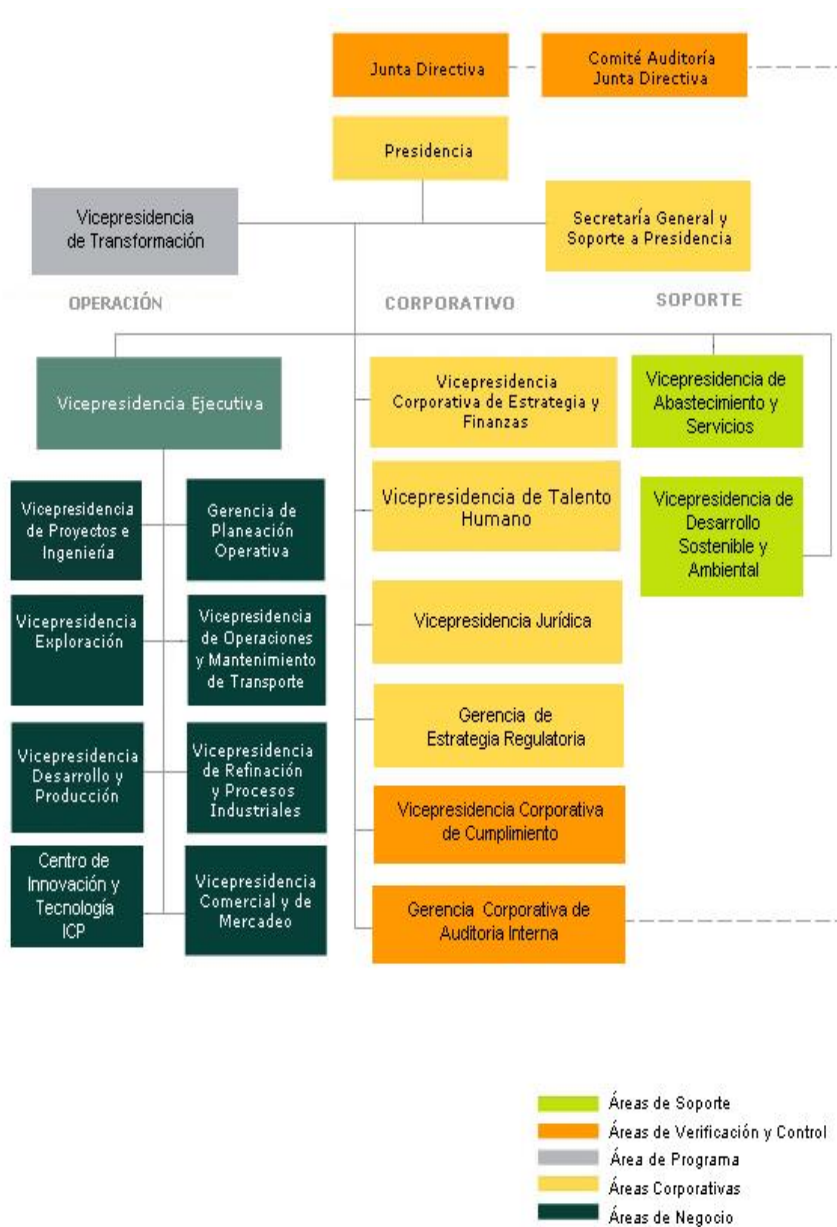 Junta Directiva
Comité Auditoría
Junta Directiva
Presidencia
Vicepresidencia
de Transformación
Secretaría General y
Soporte a Presidencia
OPERACIÓN
CORPORATIVO
SOPORTE
Vicepresidencia Ejecutiva
Vicepresidencia
Corporativa de Estrategia y
Finanzas
Vicepresidencia de
Abastecimiento y
Servicios
Vicepresidencia
de Proyectos e
Ingeniería
Gerencia de
Planeación
Operativa
Vicepresidencia de Talento
Humano
Vicepresidencia de
Desarrollo
Sostenible y
Ambiental
Vicepresidencia
Exploración
Vicepresidencia
de Operaciones
y Mantenimiento
de Transporte
Vicepresidencia Jurídica
Vicepresidencia
Desarrollo y
Producción
Vicepresidencia
de Refinación
y Procesos
Industriales
Gerencia de
Estrategia Regulatoria
Vicepresidencia Corporativa
de Cumplimiento
Centro de
Innovación y
Tecnología
ICP
Vicepresidencia
Comercial y de
Mercadeo
Gerencia Corporativa de
Auditoria Interna
Áreas de Soporte
Áreas de Verificación y Control
Área de Programa
Áreas Corporativas
Áreas de Negocio